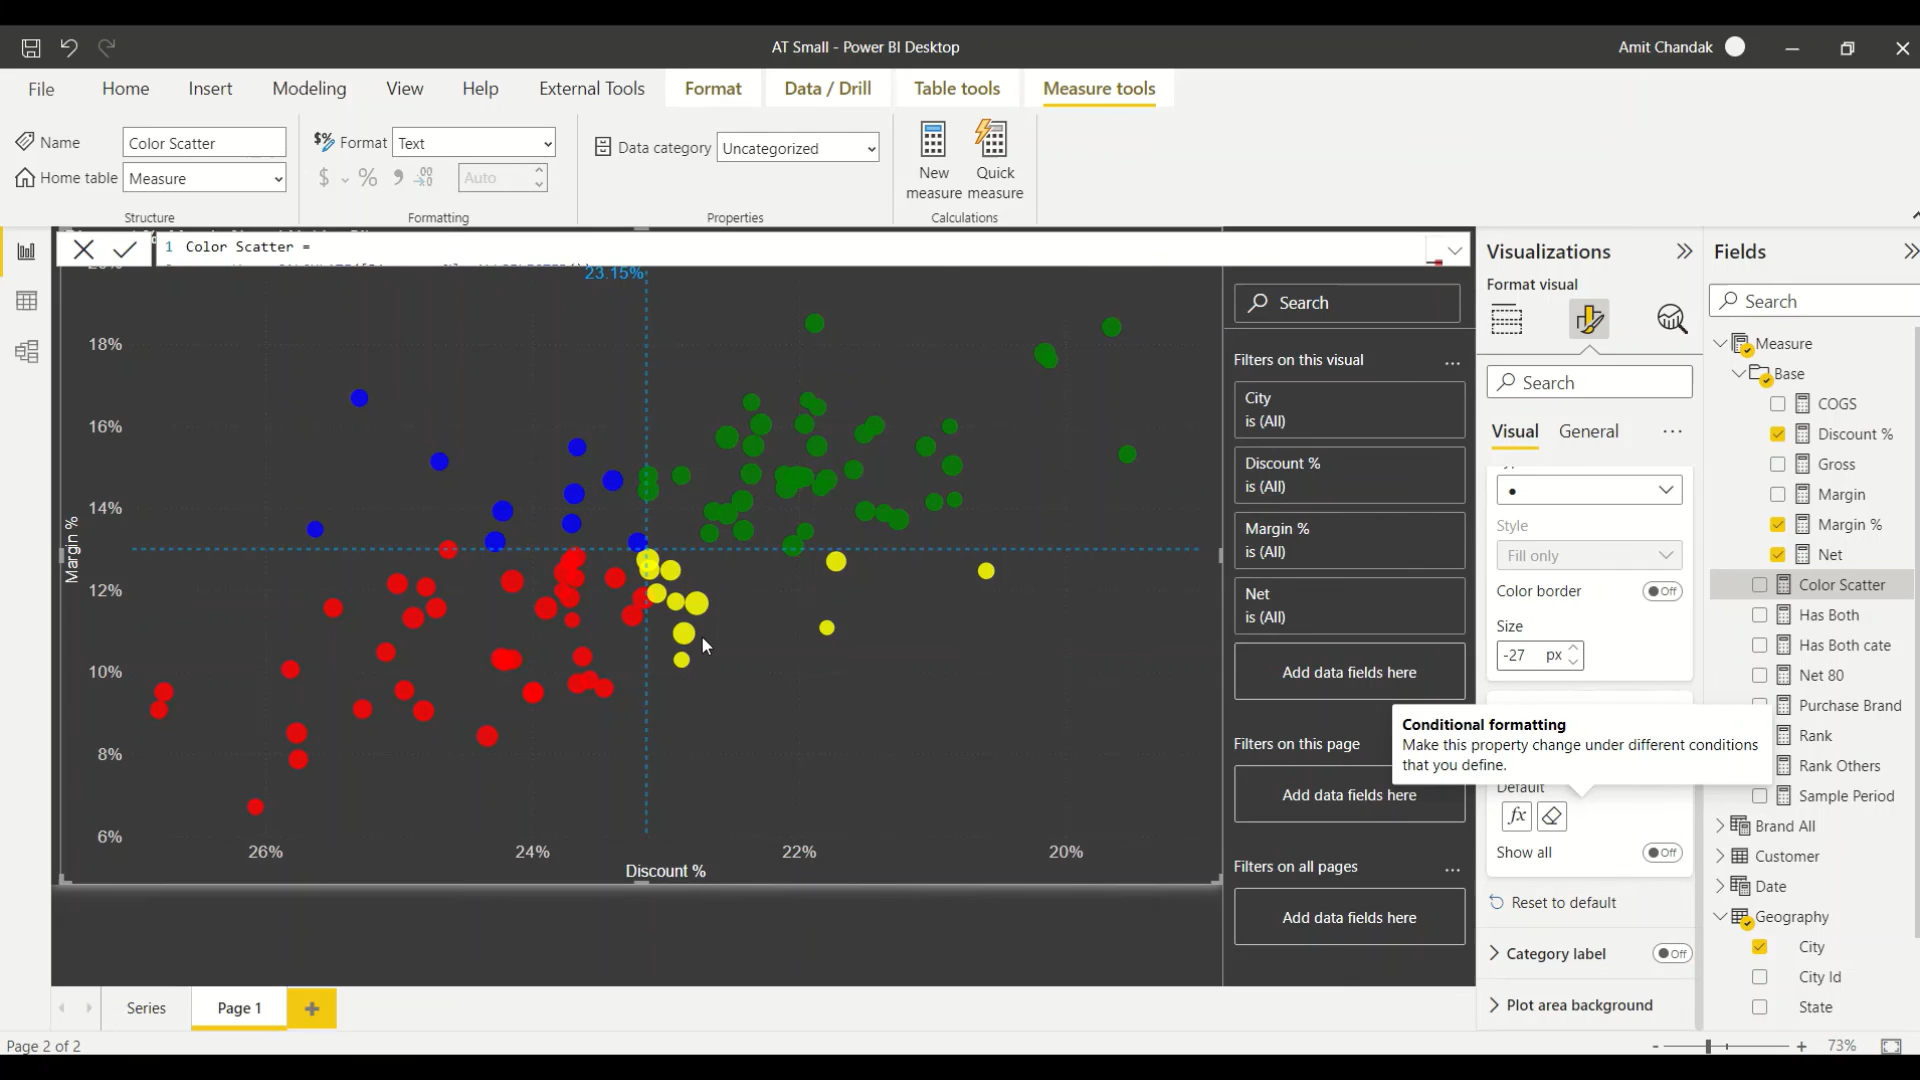 AT Small - Power BI Desktop
Amit Chandak
File
Home
Insert
Modeling
View
Help
External Tools
Format
Data / Drill
Table tools
Measure tools
Name
Color Scatter
Home table
Measure
Structure
Format
Text
$
%
Auto
Formatting
Data category
Uncategorized
Properties
New
measure
Quick
measure
Calculations
1 Color Scatter =
23.15%
18%
16%
14%
12%
10%
8%
6%
Margin %
26%
24%
22%
20%
Discount %
Search
Filters on this visual
City
is (All)
Discount %
is (All)
Margin %
is (All)
Net
is (All)
Add data fields here
Filters on this page
Add data fields here
Filters on all pages
Add data fields here
Visualizations
Format visual
Search
Visual
General
Style
Fill only
Color border
Off
Size
-27 px
Conditional formatting
Make this property change under different conditions
that you define.
Default
fx
Show all
Off
Reset to default
Category label
Off
Plot area background
Fields
Search
Measure
Base
COGS
Discount %
Gross
Margin
Margin %
Net
Color Scatter
Has Both
Has Both cate
Net 80
Purchase Brand
Rank
Rank Others
Sample Period
Brand All
Customer
Date
Geography
City
City Id
State
Series
Page 1
Page 2 of 2
73%